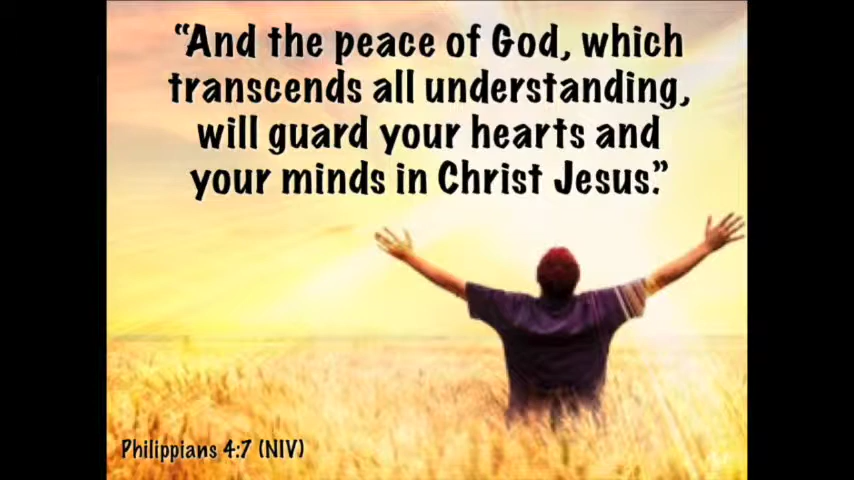 “And the peace of God, which
transcends all understanding,
will guard your hearts and
your minds in Christ Jesus.”
Philippians 4:7 (NIV)